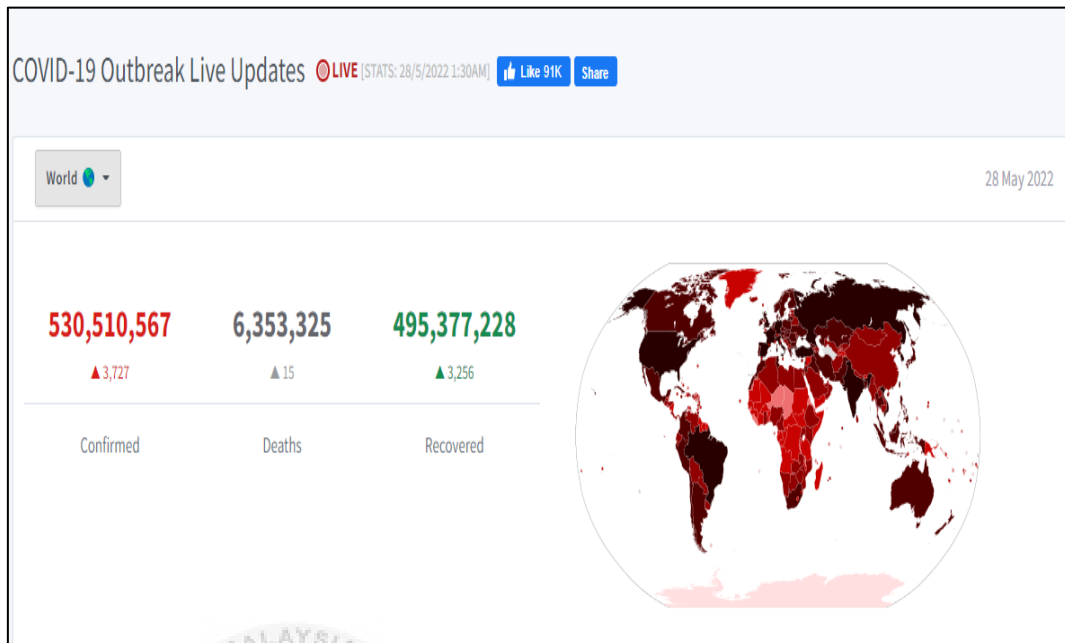 COVID-19 Outbreak Live Updates LIVE [STATS: 28/5/2022 1:30AM] Like 91K Share
World
28 May 2022
530,510,567 6,353,325 495,377,228
▲ 3,727 ▲ 15 ▲ 3,256
Confirmed Deaths Recovered